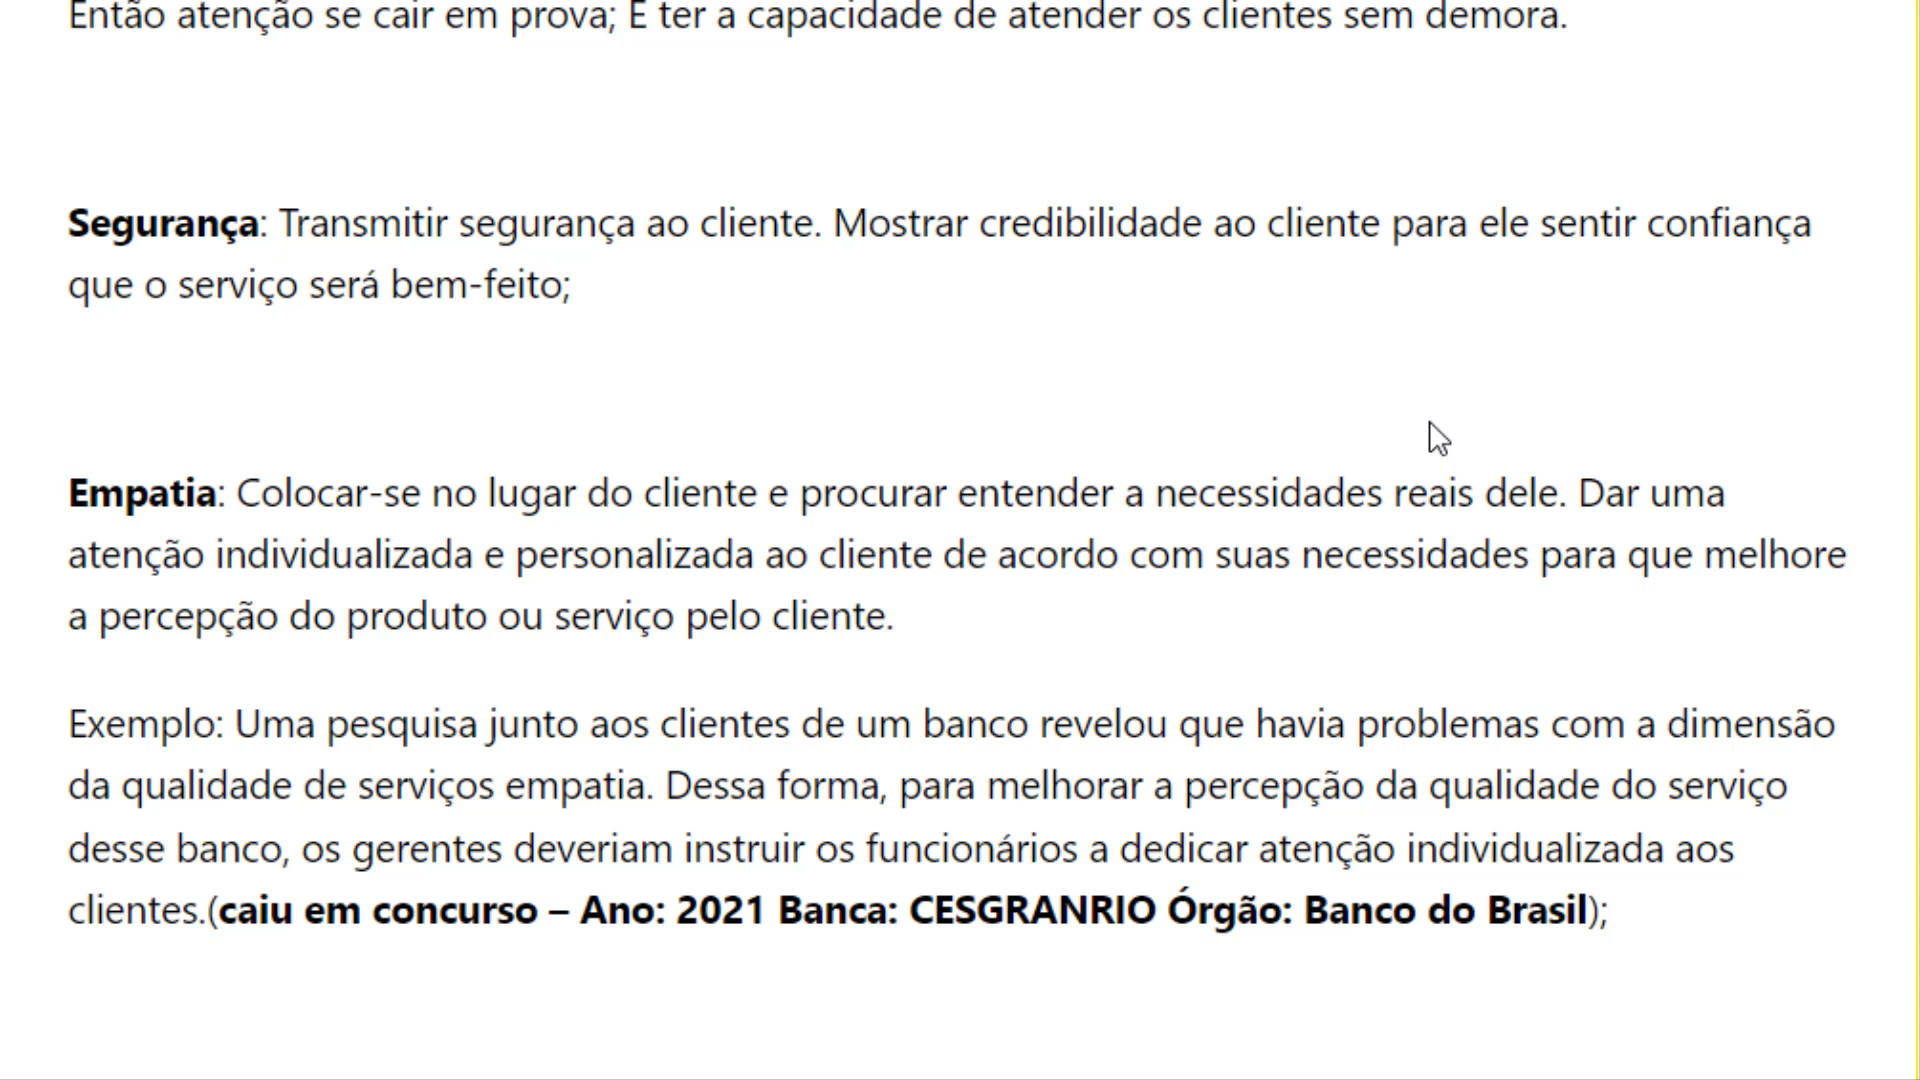 Então atenção se cair em prova; É ter a capacidade de atender os clientes sem demora.
Segurança: Transmitir segurança ao cliente. Mostrar credibilidade ao cliente para ele sentir confiança
que o serviço será bem-feito;
Empatia: Colocar-se no lugar do cliente e procurar entender a necessidades reais dele. Dar uma
atenção individualizada e personalizada ao cliente de acordo com suas necessidades para que melhore
a percepção do produto ou serviço pelo cliente.
Exemplo: Uma pesquisa junto aos clientes de um banco revelou que havia problemas com a dimensão
da qualidade de serviços empatia. Dessa forma, para melhorar a percepção da qualidade do serviço
desse banco, os gerentes deveriam instruir os funcionários a dedicar atenção individualizada aos
clientes.(caiu em concurso – Ano: 2021 Banca: CESGRANRIO Órgão: Banco do Brasil);